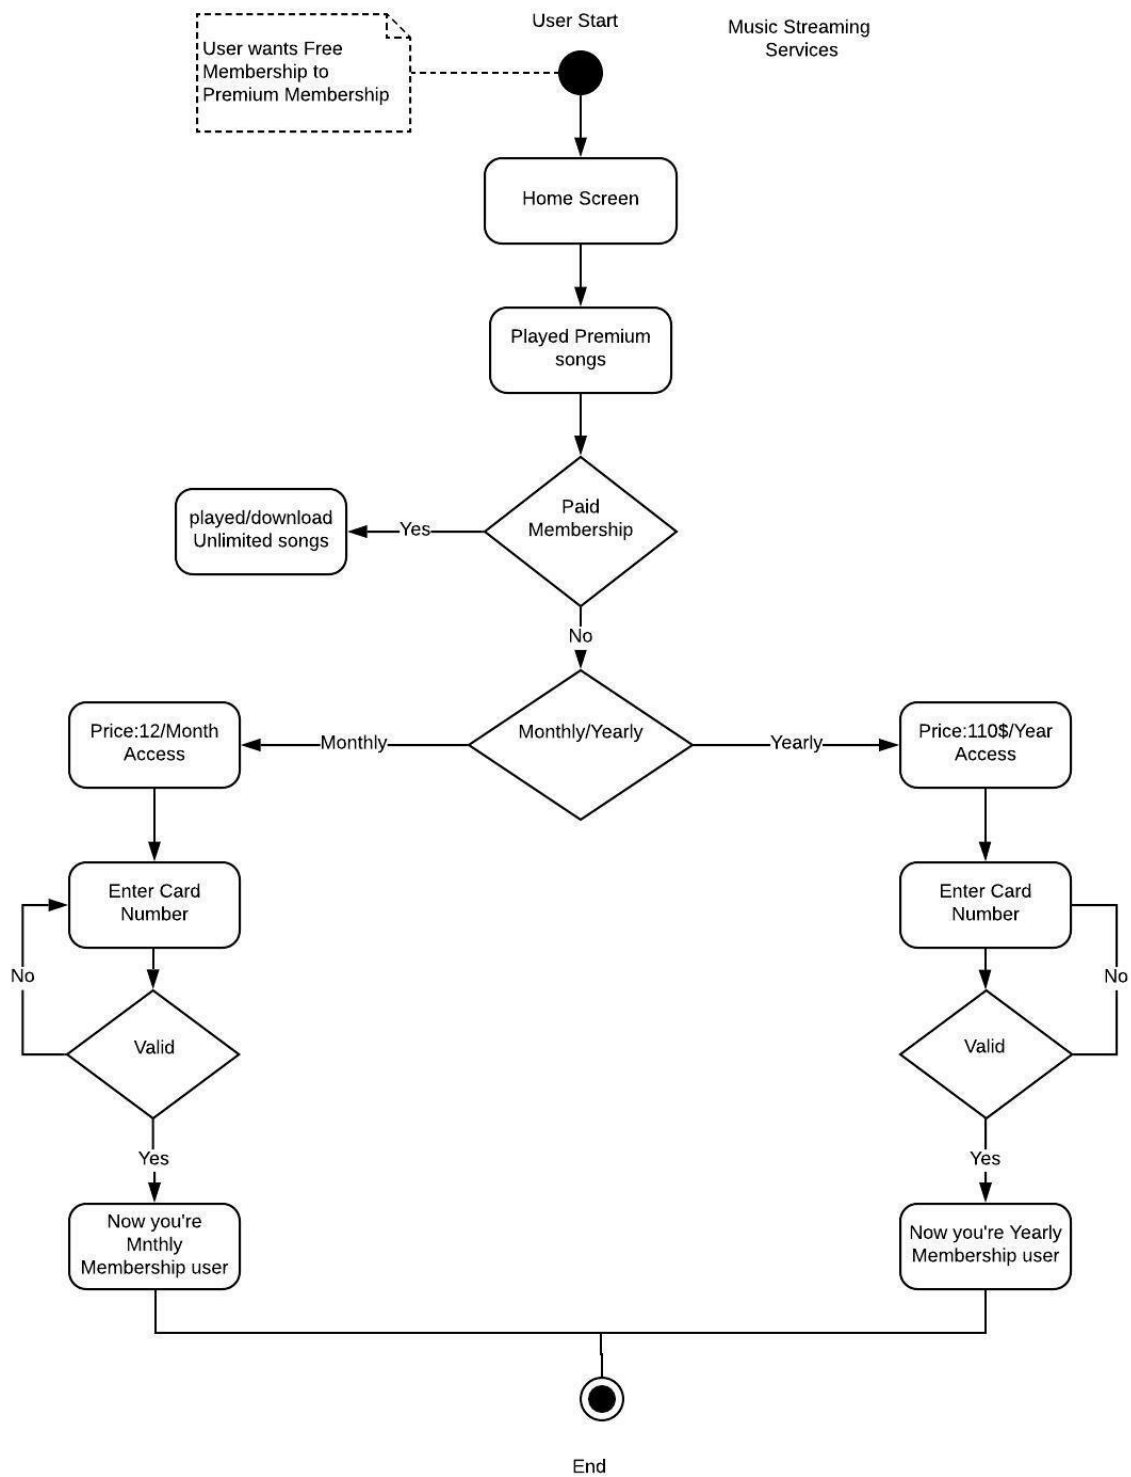 User Start
Music Streaming
Services
User wants Free
Membership to
Premium Membership
Home Screen
Played Premium
songs
Paid
Membership
Yes
played/download
Unlimited songs
No
Monthly/Yearly
Monthly
Yearly
Price:12/Month
Access
Price:110$/Year
Access
Enter Card
Number
Enter Card
Number
No
No
Valid
Valid
Yes
Yes
Now you're
Mnthly
Membership user
Now you're Yearly
Membership user
End